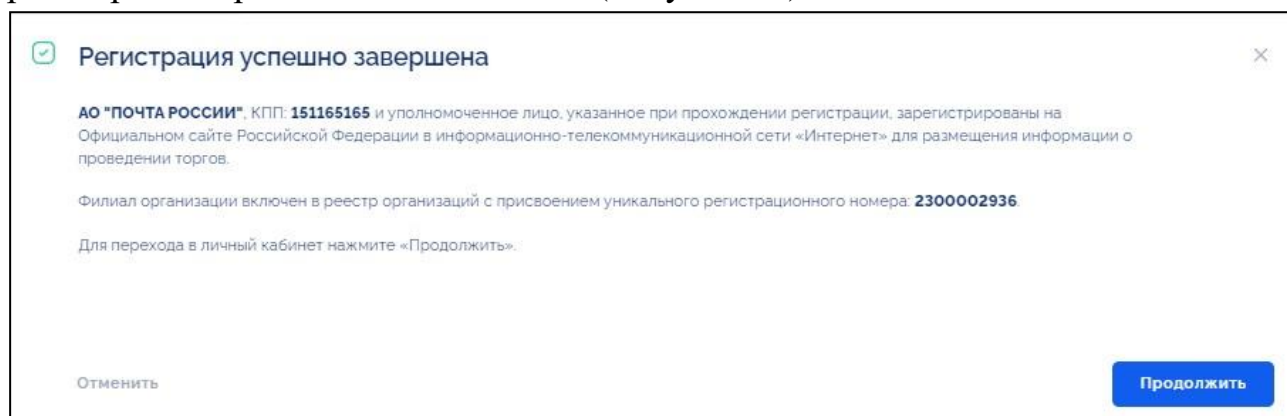 Регистрация успешно завершена
АО "ПОЧТА РОССИИ", КПП: 151165165 и уполномоченное лицо, указанное при прохождении регистрации, зарегистрированы на
Официальном сайте Российской Федерации в информационно-телекоммуникационной сети «Интернет» для размещения информации о
проведении торгов.
Филиал организации включен в реестр организаций с присвоением уникального регистрационного номера: 2300002936.
Для перехода в личный кабинет нажмите «Продолжить».
Отменить
Продолжить